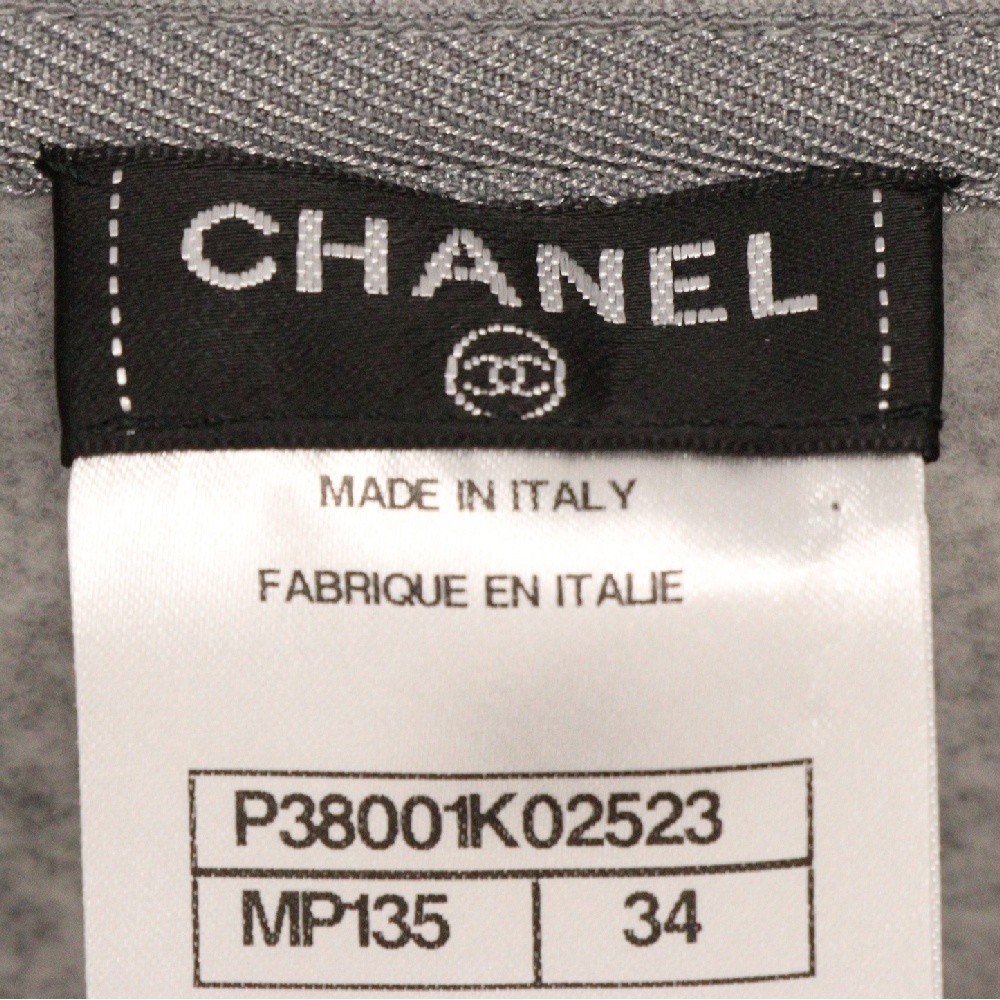 CHANEL
MADE IN ITALY
FABRIQUE EN ITALIE
P38001K02523
MP135 34